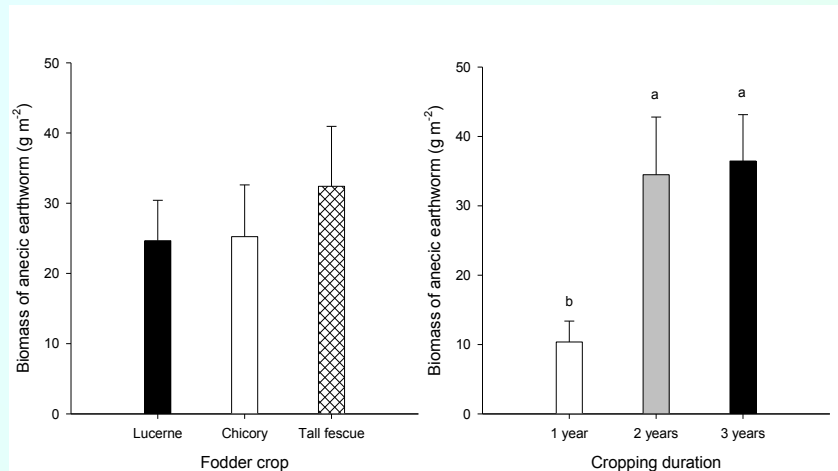 Biomass of anecic earthworm (g m⁻²)
50
40
30
20
10
0
Lucerne Chicory Tall fescue
Fodder crop
Biomass of anecic earthworm (g m⁻²)
50
40
30
20
10
0
b
a
a
1 year 2 years 3 years
Cropping duration